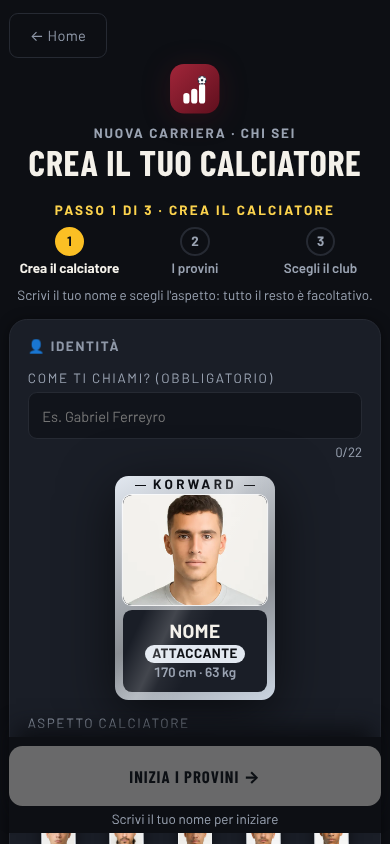 ← Home
NUOVA CARRIERA · CHI SEI
CREA IL TUO CALCIATORE
PASSO 1 DI 3 · CREA IL CALCIATORE
1
2
3
Crea il calciatore
I provini
Scegli il club
Scrivi il tuo nome e scegli l'aspetto: tutto il resto è facoltativo.
👤 IDENTITÀ
COME TI CHIAMI? (OBBLIGATORIO)
Es. Gabriel Ferreyro
0/22
— KORWARD —
NOME
ATTACCANTE
170 cm · 63 kg
ASPETTO CALCIATORE
INIZIA I PROVINI →
Scrivi il tuo nome per iniziare